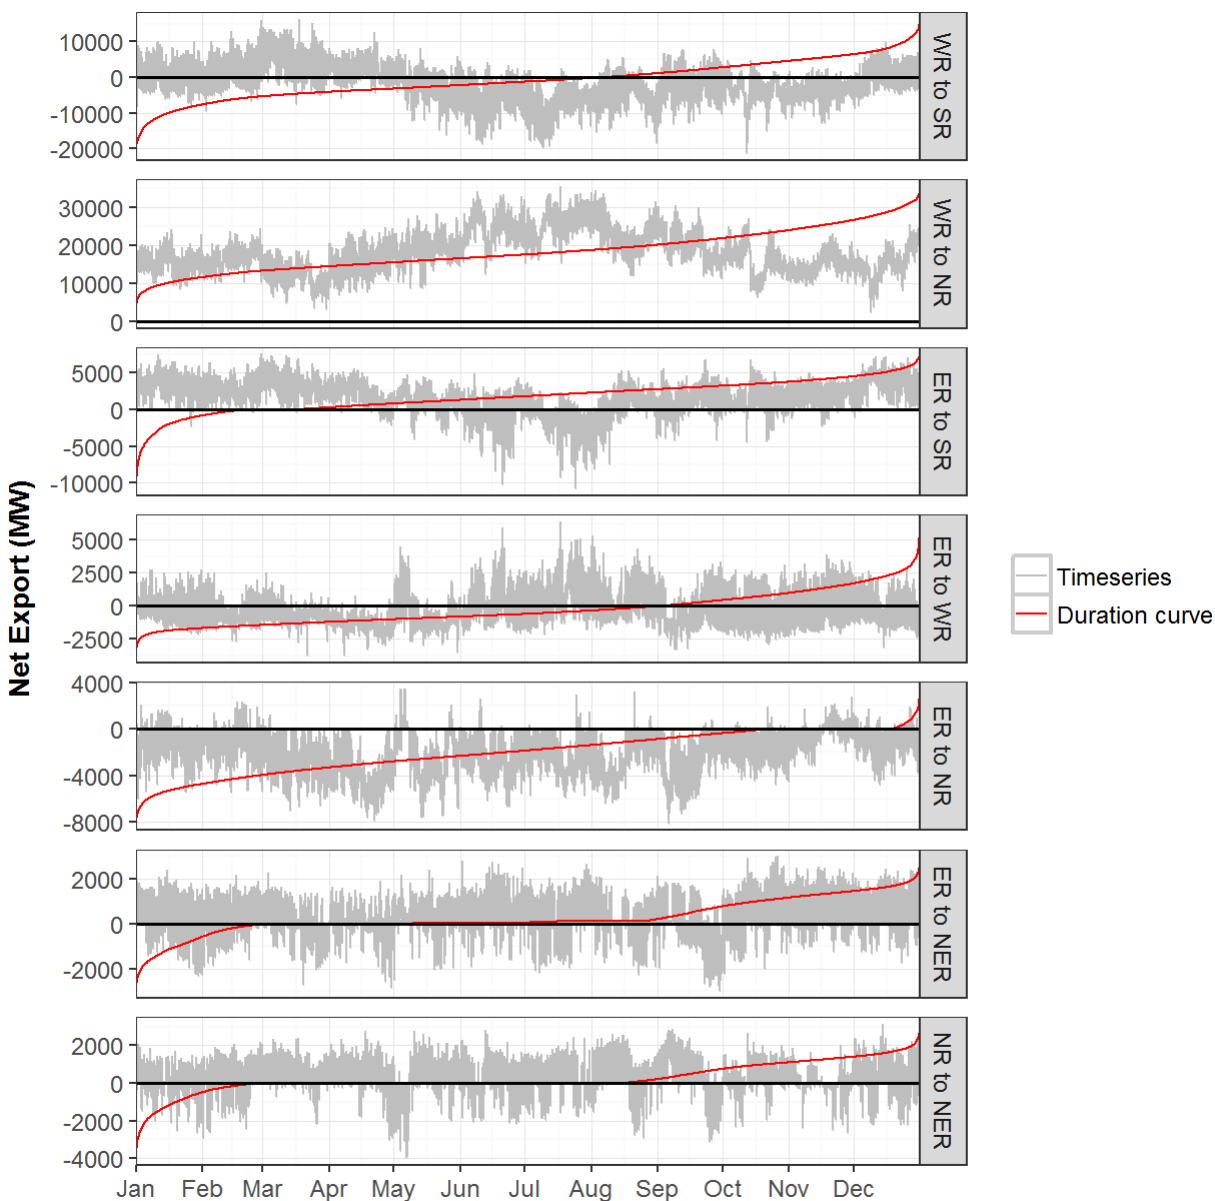 10000
0
-10000
-20000
WR to SR
30000
20000
10000
0
WR to NR
5000
0
-5000
-10000
ER to SR
5000
2500
0
-2500
ER to WR
4000
0
-4000
-8000
ER to NR
2000
0
-2000
ER to NER
2000
0
-2000
-4000
NR to NER
Jan Feb Mar Apr May Jun Jul Aug Sep Oct Nov Dec
Net Export (MW)
Timeseries
Duration curve